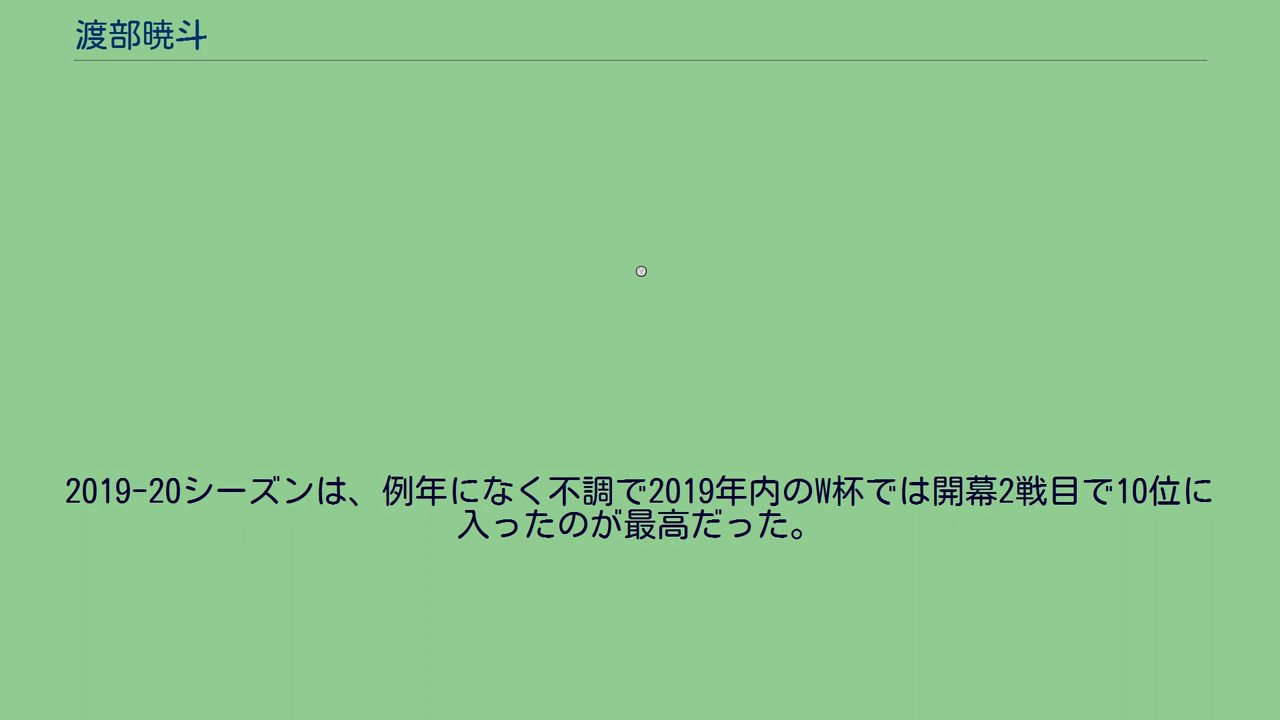 渡部暁斗
2019-20シーズンは、例年になく不調で2019年内のW杯では開幕2戦目で10位に
入ったのが最高だった。